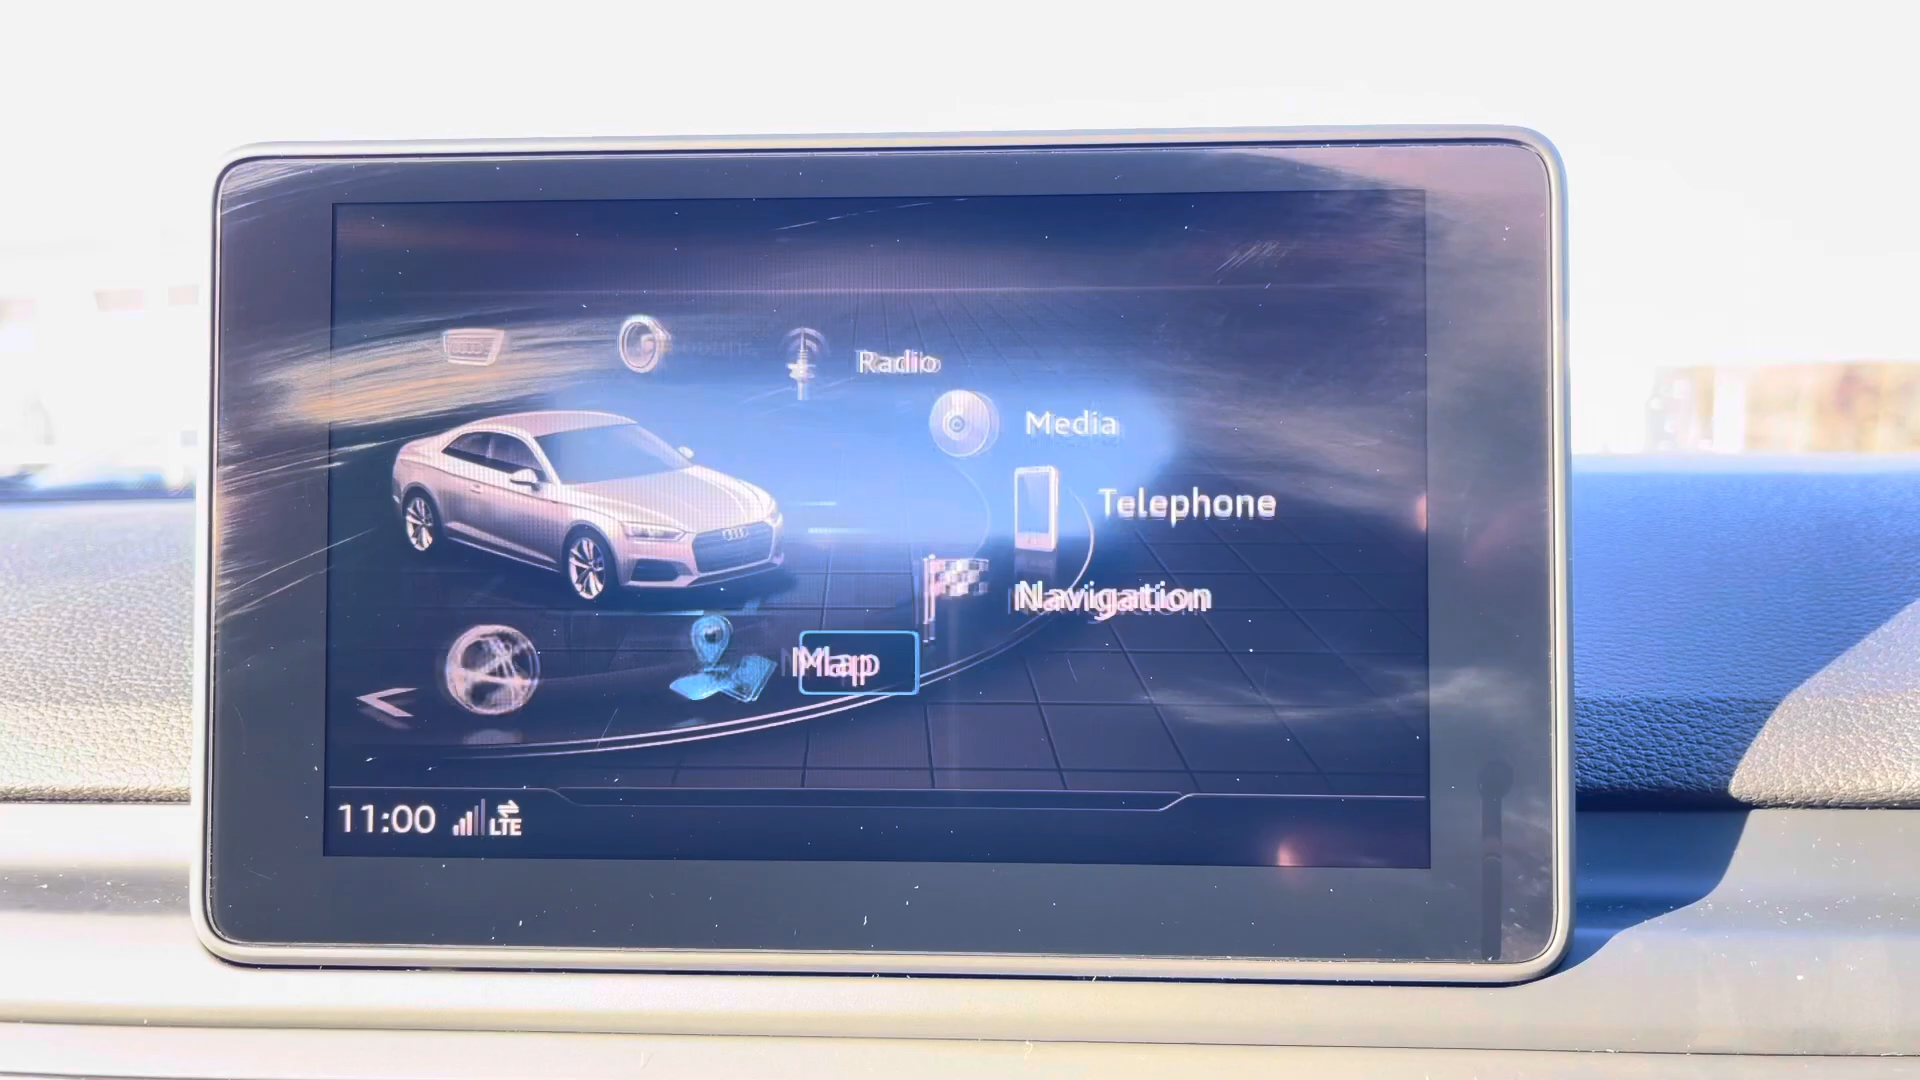 Radio
Media
Telephone
Navigation
Map
11:00 LTE